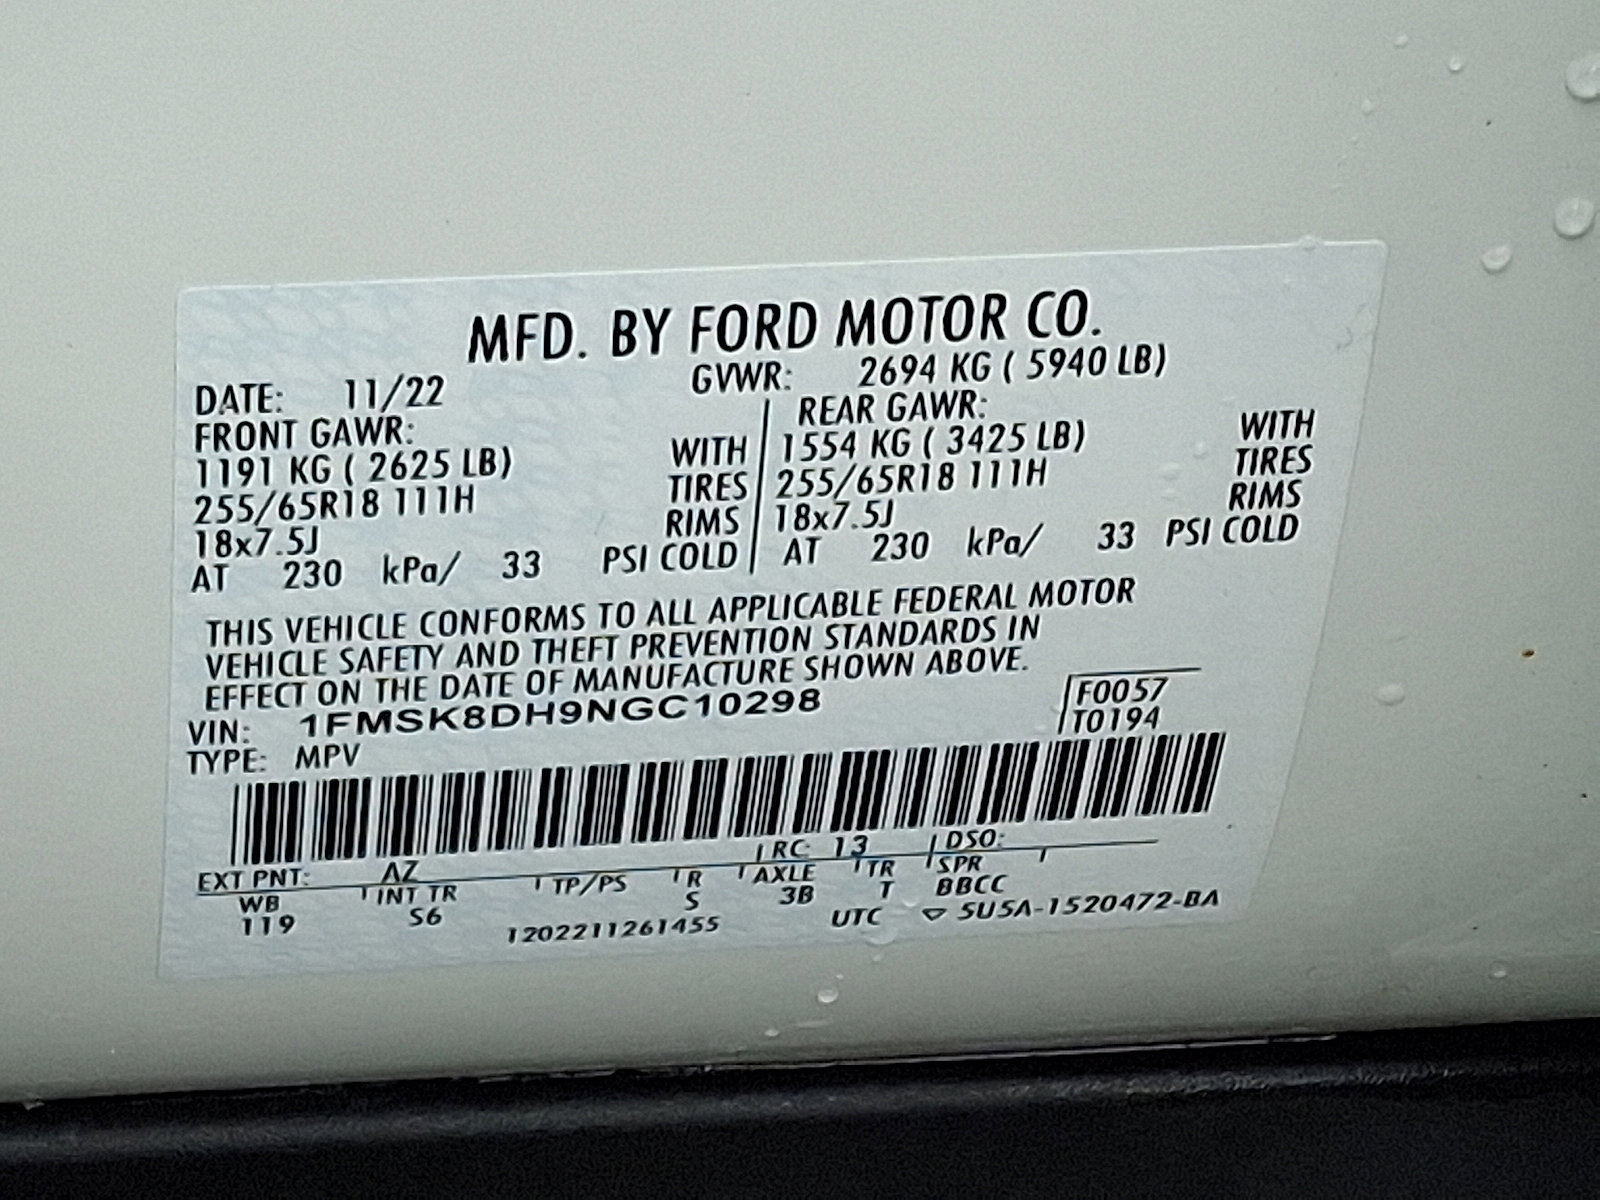 MFD. BY FORD MOTOR CO.
DATE: 11/22 GVWR: 2694 KG ( 5940 LB)
FRONT GAWR: REAR GAWR:
1191 KG ( 2625 LB) WITH 1554 KG ( 3425 LB) WITH
255/65R18 111H TIRES 255/65R18 111H TIRES
18x7.5J RIMS 18x7.5J RIMS
AT 230 kPa/ 33 PSI COLD AT 230 kPa/ 33 PSI COLD
THIS VEHICLE CONFORMS TO ALL APPLICABLE FEDERAL MOTOR
VEHICLE SAFETY AND THEFT PREVENTION STANDARDS IN
EFFECT ON THE DATE OF MANUFACTURE SHOWN ABOVE.
VIN: 1FMSK8DH9NGC10298 F0057
TYPE: MPV T0194
EXT PNT: AZ RC: 13 DSO:
WB INT TR TP/PS R AXLE TR SPR
119 S6 S 3B T BBCC
1202211261455 UTC 5U5A-1520472-BA